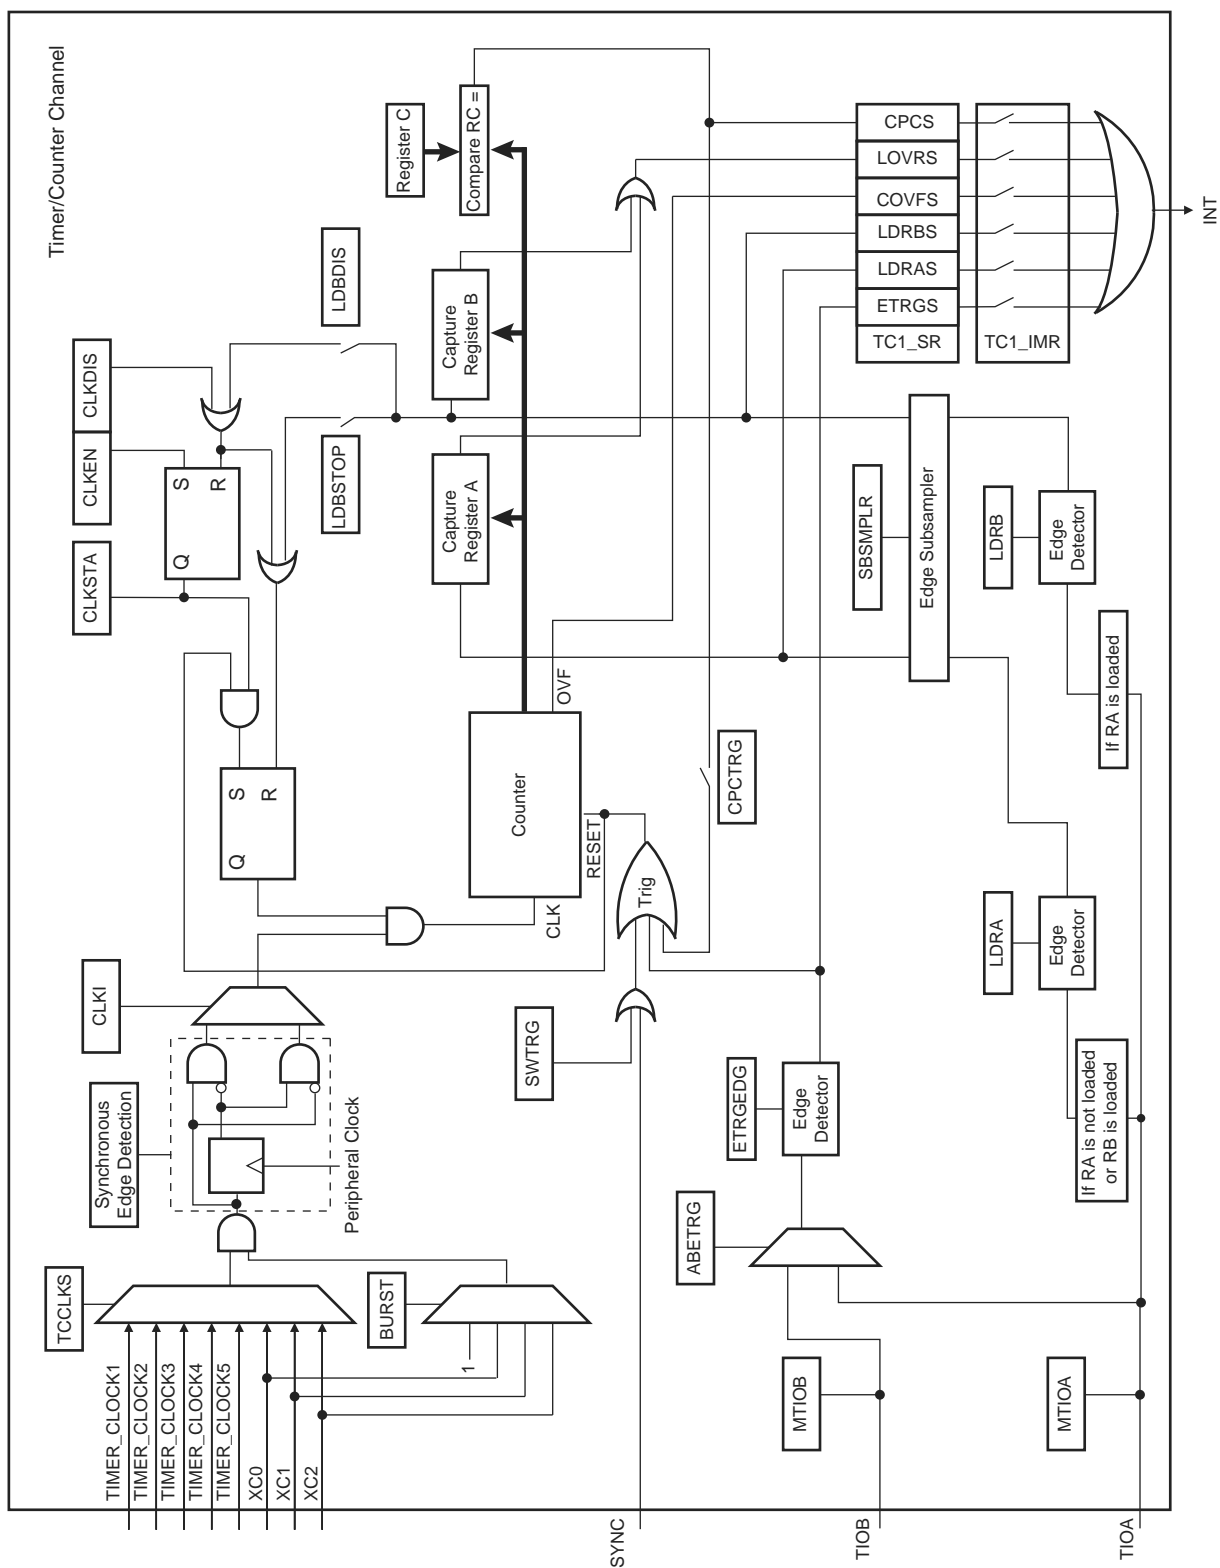 Timer/Counter Channel
TIMER_CLOCK1
TIMER_CLOCK2
TIMER_CLOCK3
TIMER_CLOCK4
TIMER_CLOCK5
XC0
XC1
XC2
TCCLKS
BURST
1
Synchronous
Edge Detection
Peripheral Clock
CLKI
CLKSTA
CLKEN
CLKDIS
Q
S
R
Q
S
R
LDBSTOP
LDBDIS
Register C
Capture
Register A
Capture
Register B
Compare RC =
Counter
CLK
OVF
RESET
Trig
SWTRG
SYNC
CPCTRG
ABETRG
ETRGEDG
Edge
Detector
MTIOB
TIOB
MTIOA
TIOA
SBSMPLR
Edge Subsampler
LDRA
Edge
Detector
If RA is not loaded
or RB is loaded
LDRB
Edge
Detector
If RA is loaded
CPCS
LOVRS
COVFS
LDRBS
LDRAS
ETRGS
TC1_SR
TC1_IMR
INT